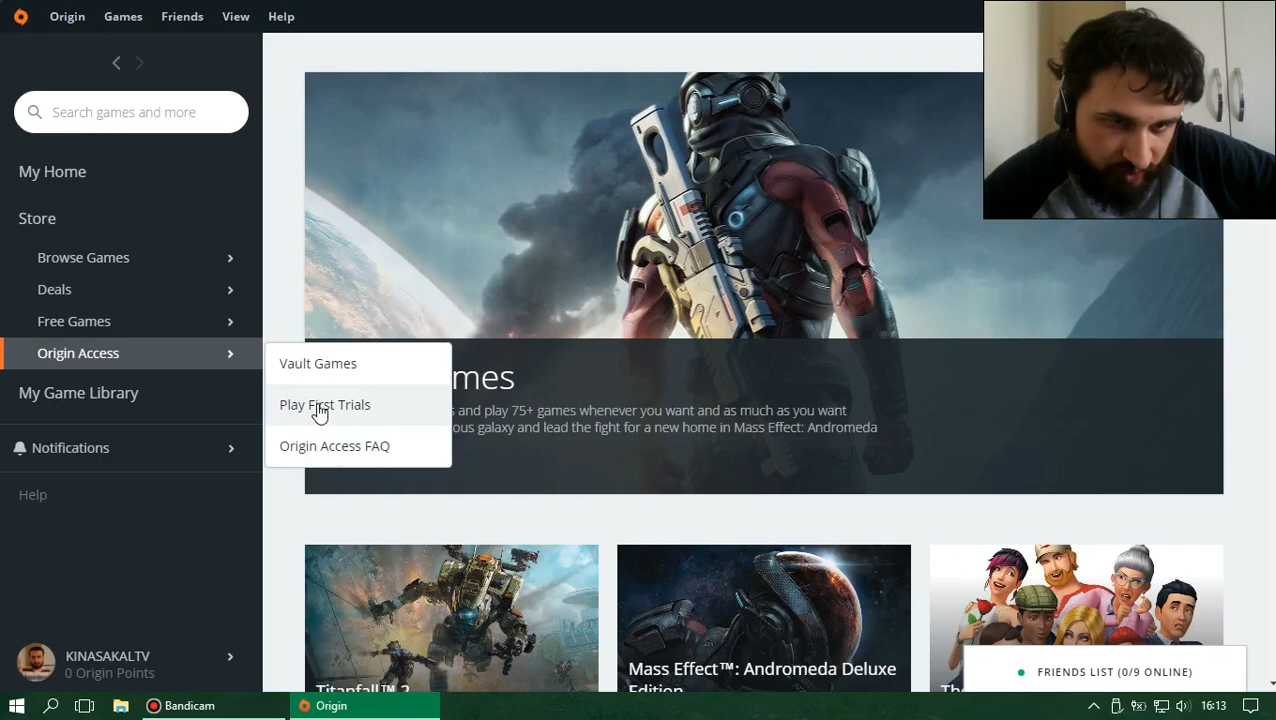 Origin Games Friends View Help
Search games and more
My Home
Store
Browse Games
Deals
Free Games
Origin Access
My Game Library
Notifications
Help
KINASAKALTV
0 Origin Points
Vault Games
Play First Trials
Origin Access FAQ
mes
s and play 75+ games whenever you want and as much as you want
ous galaxy and lead the fight for a new home in Mass Effect: Andromeda
Titanfall™ 2
Mass Effect™: Andromeda Deluxe
Edition
Th
FRIENDS LIST (0/9 ONLINE)
Bandicam
Origin
16:13